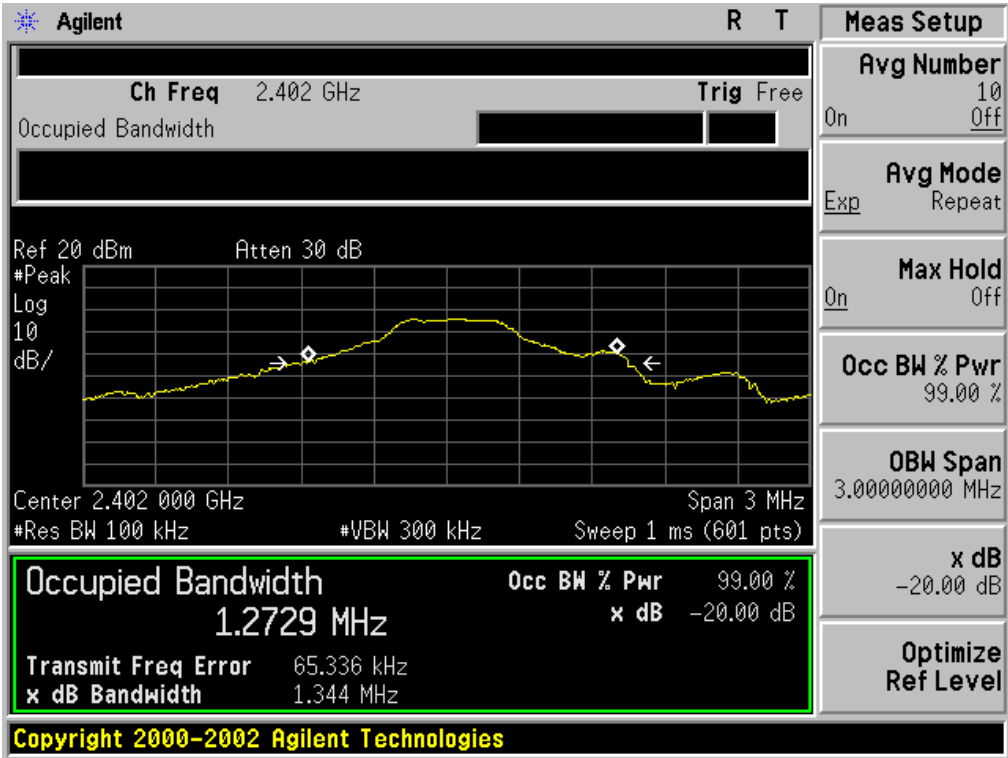 Agilent R T
Ch Freq 2.402 GHz Trig Free
Occupied Bandwidth
Ref 20 dBm Atten 30 dB
#Peak
Log
10
dB/
Center 2.402 000 GHz Span 3 MHz
#Res BW 100 kHz #VBW 300 kHz Sweep 1 ms (601 pts)
Occupied Bandwidth
1.2729 MHz
Occ BW % Pwr 99.00 %
x dB -20.00 dB
Transmit Freq Error 65.336 kHz
x dB Bandwidth 1.344 MHz
Copyright 2000-2002 Agilent Technologies
Meas Setup
Avg Number
10
On Off
Avg Mode
Exp Repeat
Max Hold
On Off
Occ BW % Pwr
99.00 %
OBW Span
3.00000000 MHz
x dB
-20.00 dB
Optimize
Ref Level